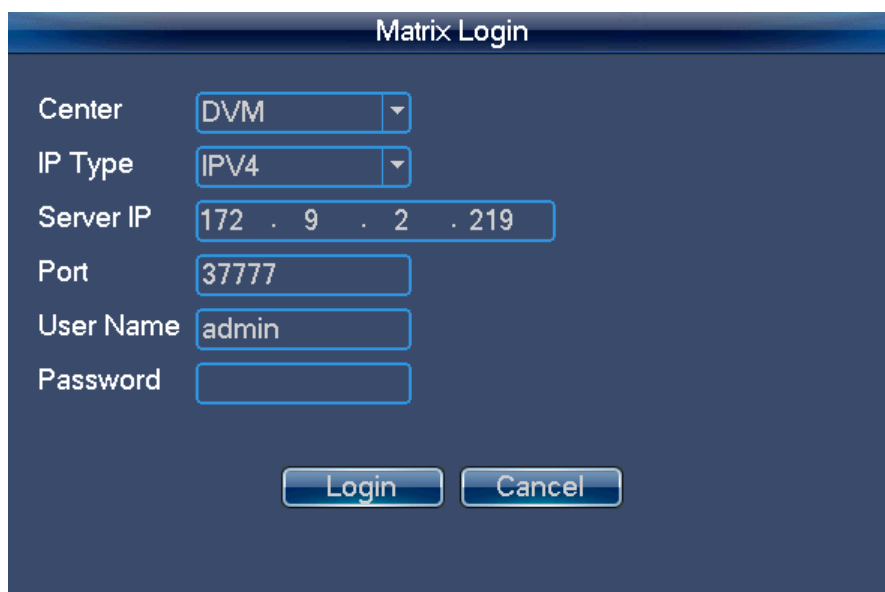 Matrix Login
Center DVM
IP Type IPV4
Server IP 172 . 9 . 2 . 219
Port 37777
User Name admin
Password
Login Cancel